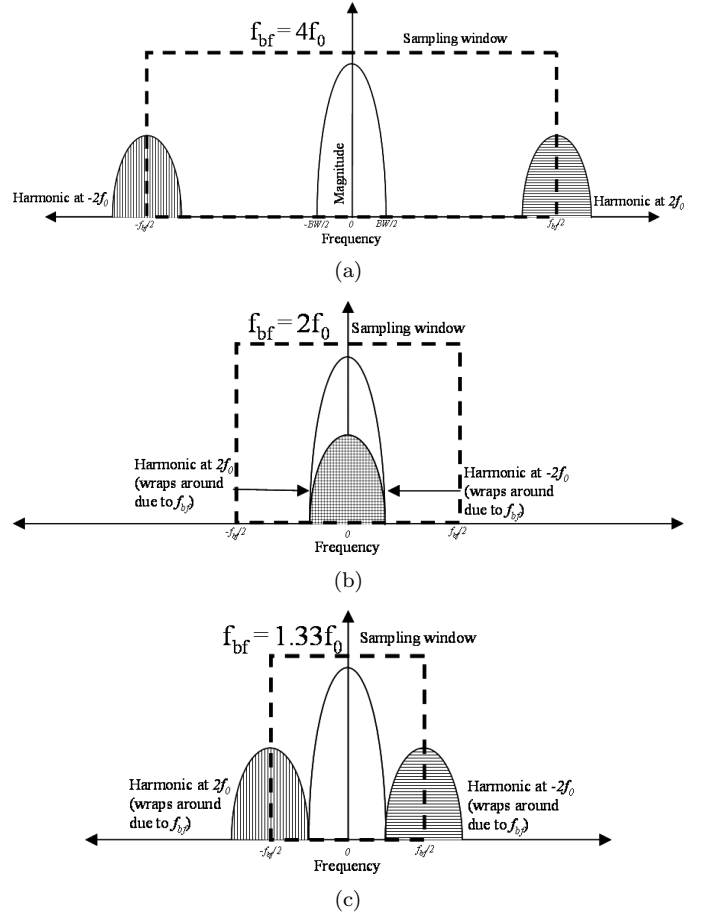 f_bf = 4f_0
Sampling window
Magnitude
Harmonic at -2f_0
Harmonic at 2f_0
-f_bf/2
-BW/2
0
BW/2
f_bf/2
Frequency
(a)
f_bf = 2f_0
Sampling window
Harmonic at 2f_0
(wraps around
due to f_bf)
Harmonic at -2f_0
(wraps around
due to f_bf)
-f_bf/2
0
f_bf/2
Frequency
(b)
f_bf = 1.33f_0
Sampling window
Harmonic at 2f_0
(wraps around
due to f_bf)
Harmonic at -2f_0
(wraps around
due to f_bf)
-f_bf/2
0
f_bf/2
Frequency
(c)